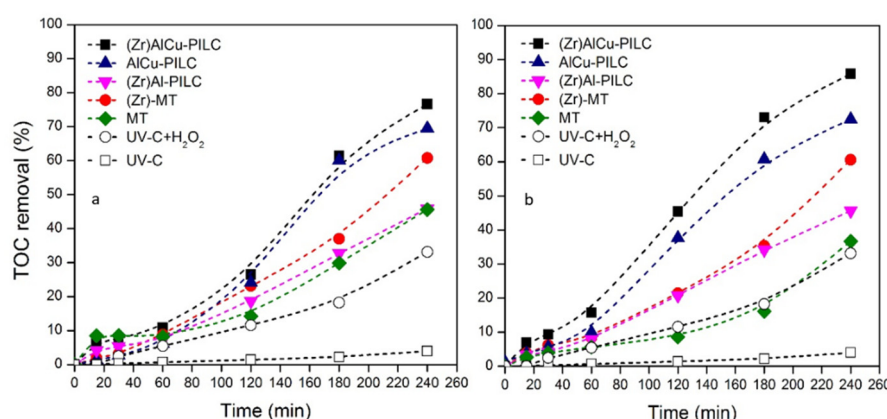 100
90
80
70
60
50
40
30
20
10
0
TOC removal (%)
(Zr)AlCu-PILC
AlCu-PILC
(Zr)Al-PILC
(Zr)-MT
MT
UV-C+H₂O₂
UV-C
a
0 20 40 60 80 100 120 140 160 180 200 220 240 260
Time (min)
100
90
80
70
60
50
40
30
20
10
0
(Zr)AlCu-PILC
AlCu-PILC
(Zr)Al-PILC
(Zr)-MT
MT
UV-C+H₂O₂
UV-C
b
0 20 40 60 80 100 120 140 160 180 200 220 240 260
Time (min)